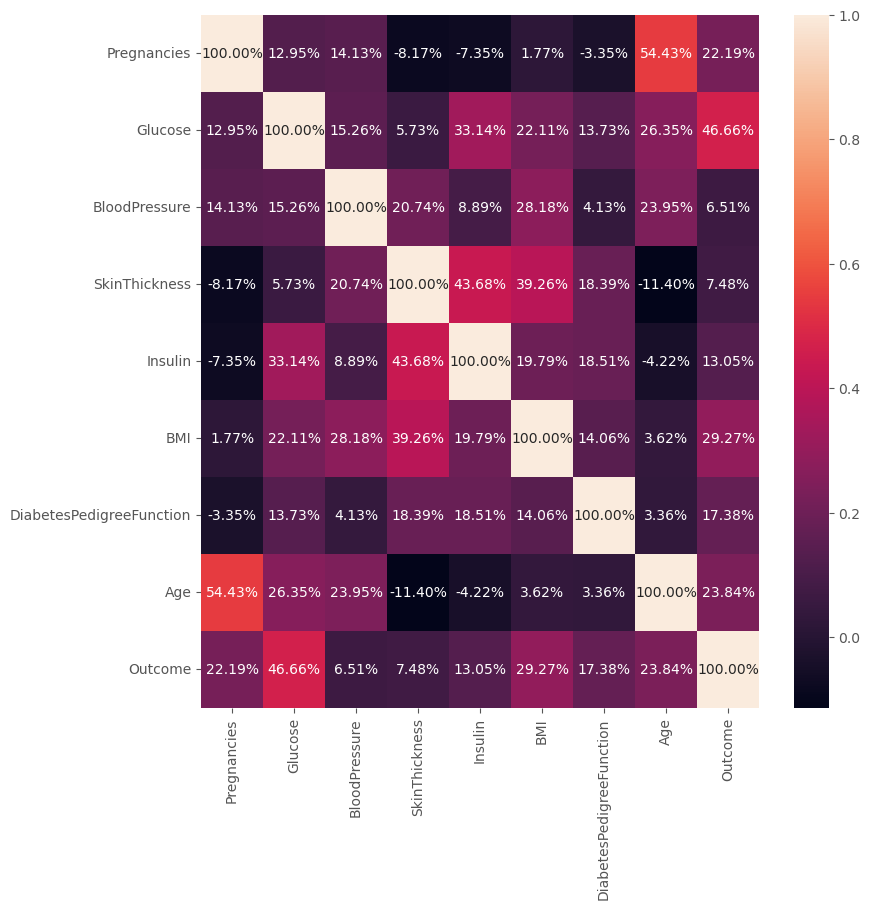 Pregnancies 100.00% 12.95% 14.13% -8.17% -7.35% 1.77% -3.35% 54.43% 22.19%
Glucose 12.95% 100.00% 15.26% 5.73% 33.14% 22.11% 13.73% 26.35% 46.66%
BloodPressure 14.13% 15.26% 100.00% 20.74% 8.89% 28.18% 4.13% 23.95% 6.51%
SkinThickness -8.17% 5.73% 20.74% 100.00% 43.68% 39.26% 18.39% -11.40% 7.48%
Insulin -7.35% 33.14% 8.89% 43.68% 100.00% 19.79% 18.51% -4.22% 13.05%
BMI 1.77% 22.11% 28.18% 39.26% 19.79% 100.00% 14.06% 3.62% 29.27%
DiabetesPedigreeFunction -3.35% 13.73% 4.13% 18.39% 18.51% 14.06% 100.00% 3.36% 17.38%
Age 54.43% 26.35% 23.95% -11.40% -4.22% 3.62% 3.36% 100.00% 23.84%
Outcome 22.19% 46.66% 6.51% 7.48% 13.05% 29.27% 17.38% 23.84% 100.00%
Pregnancies
Glucose
BloodPressure
SkinThickness
Insulin
BMI
DiabetesPedigreeFunction
Age
Outcome
1.0
0.8
0.6
0.4
0.2
0.0